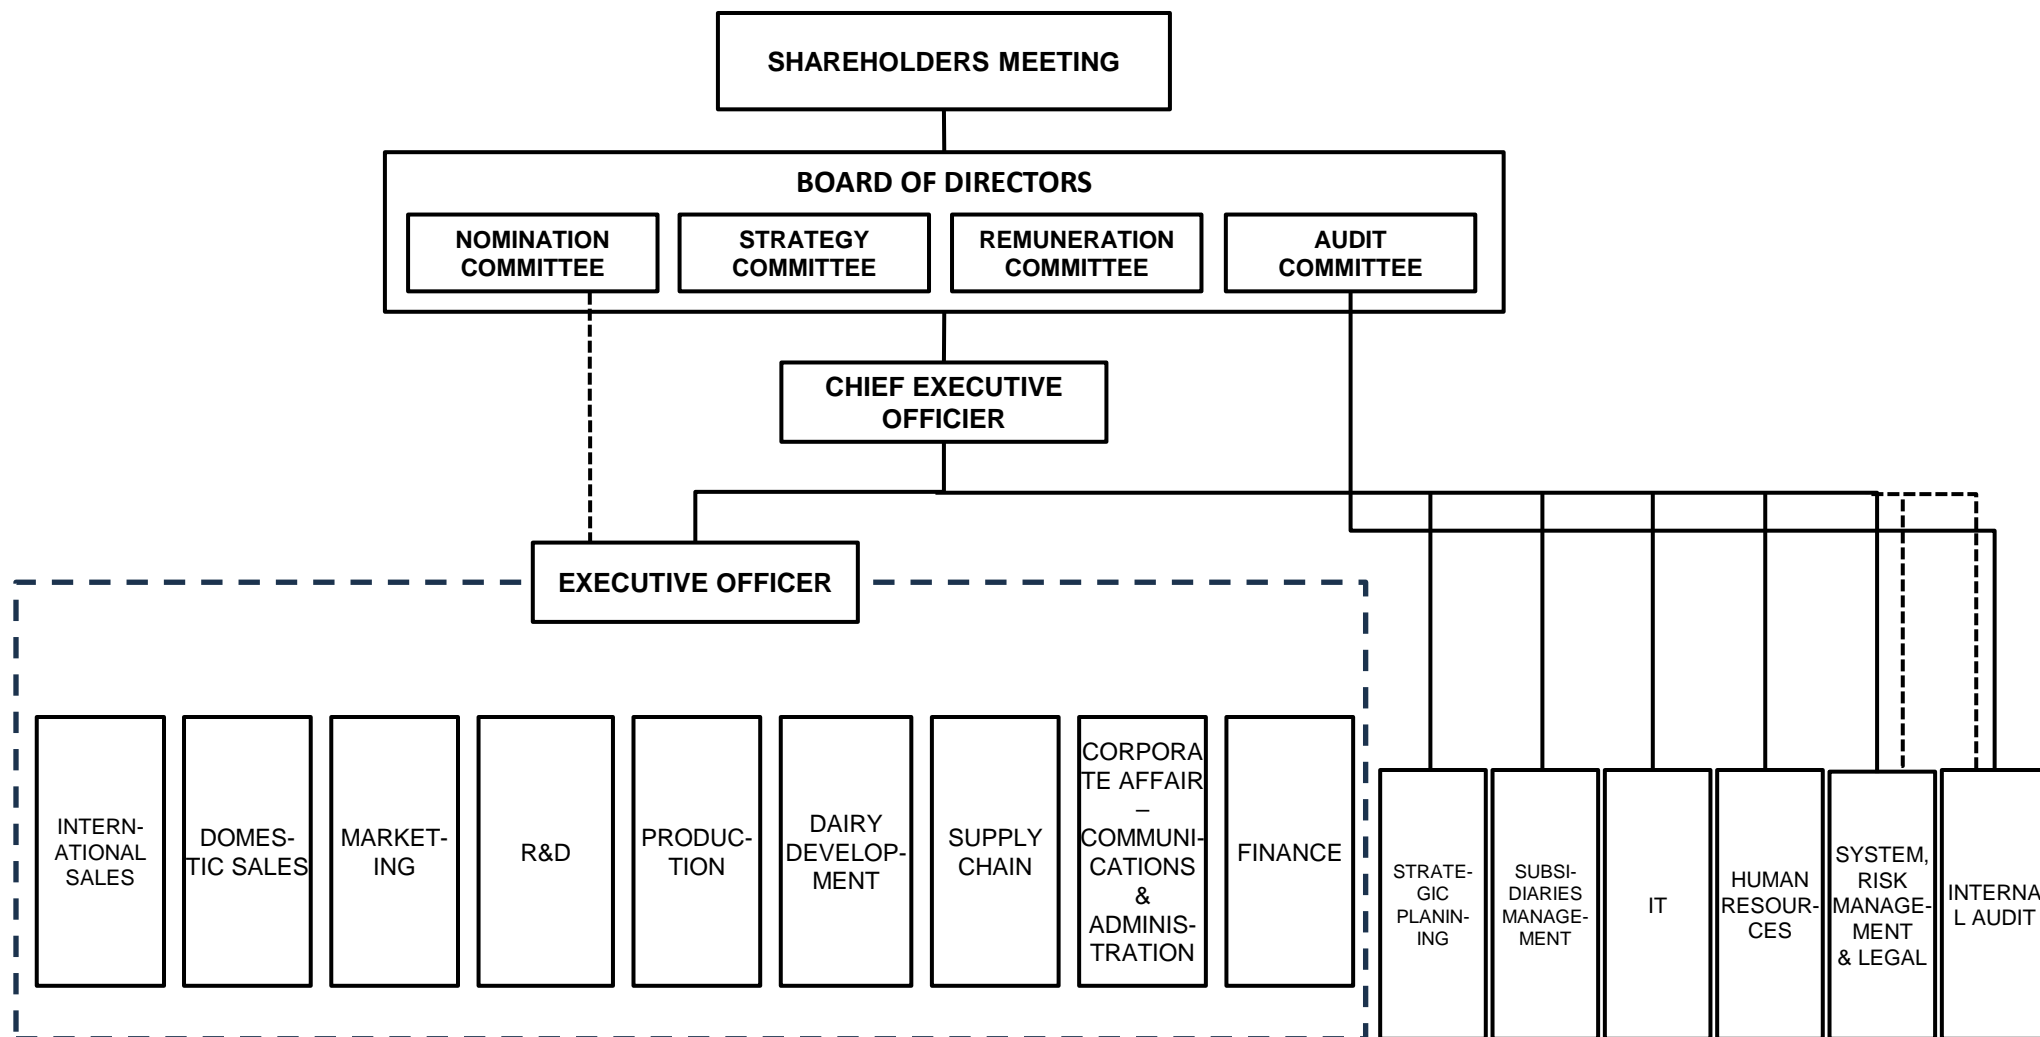 SHAREHOLDERS MEETING
BOARD OF DIRECTORS
NOMINATION
COMMITTEE
STRATEGY
COMMITTEE
REMUNERATION
COMMITTEE
AUDIT
COMMITTEE
CHIEF EXECUTIVE
OFFICIER
EXECUTIVE OFFICER
INTERN-
ATIONAL
SALES
DOMES-
TIC SALES
MARKET-
ING
R&D
PRODUC-
TION
DAIRY
DEVELOP-
MENT
SUPPLY
CHAIN
CORPORA
TE AFFAIR
–
COMMUNI-
CATIONS
&
ADMINIS-
TRATION
FINANCE
STRATE-
GIC
PLANIN-
ING
SUBSI-
DIARIES
MANAGE-
MENT
IT
HUMAN
RESOUR-
CES
SYSTEM,
RISK
MANAGE-
MENT
& LEGAL
INTERNA
L AUDIT